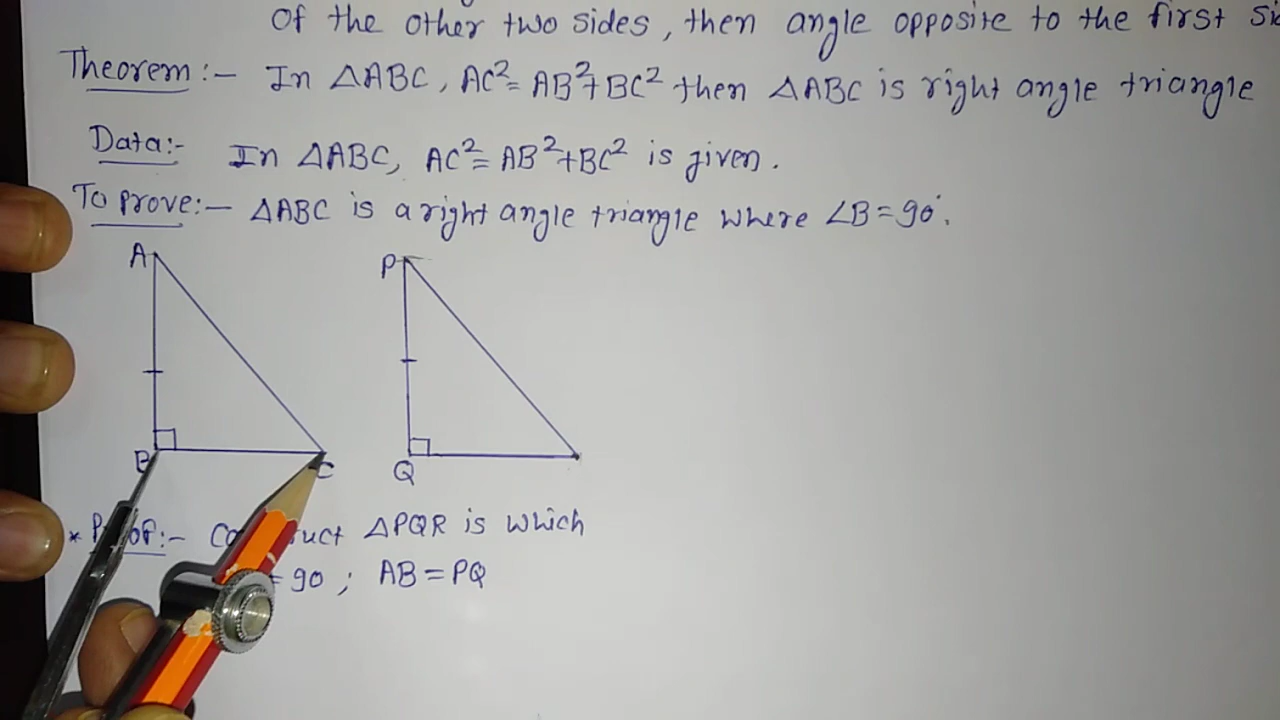 Of the other two sides, then angle opposite to the first
Theorem :- In △ABC, AC²= AB²+BC² then △ABC is right angle triangle
Data:- In △ABC, AC²= AB²+BC² is given.
To prove:- △ABC is a right angle triangle where ∠B=90°.
A P
B C Q
* Proof:- Construct △PQR is which
= 90 ; AB = PQ